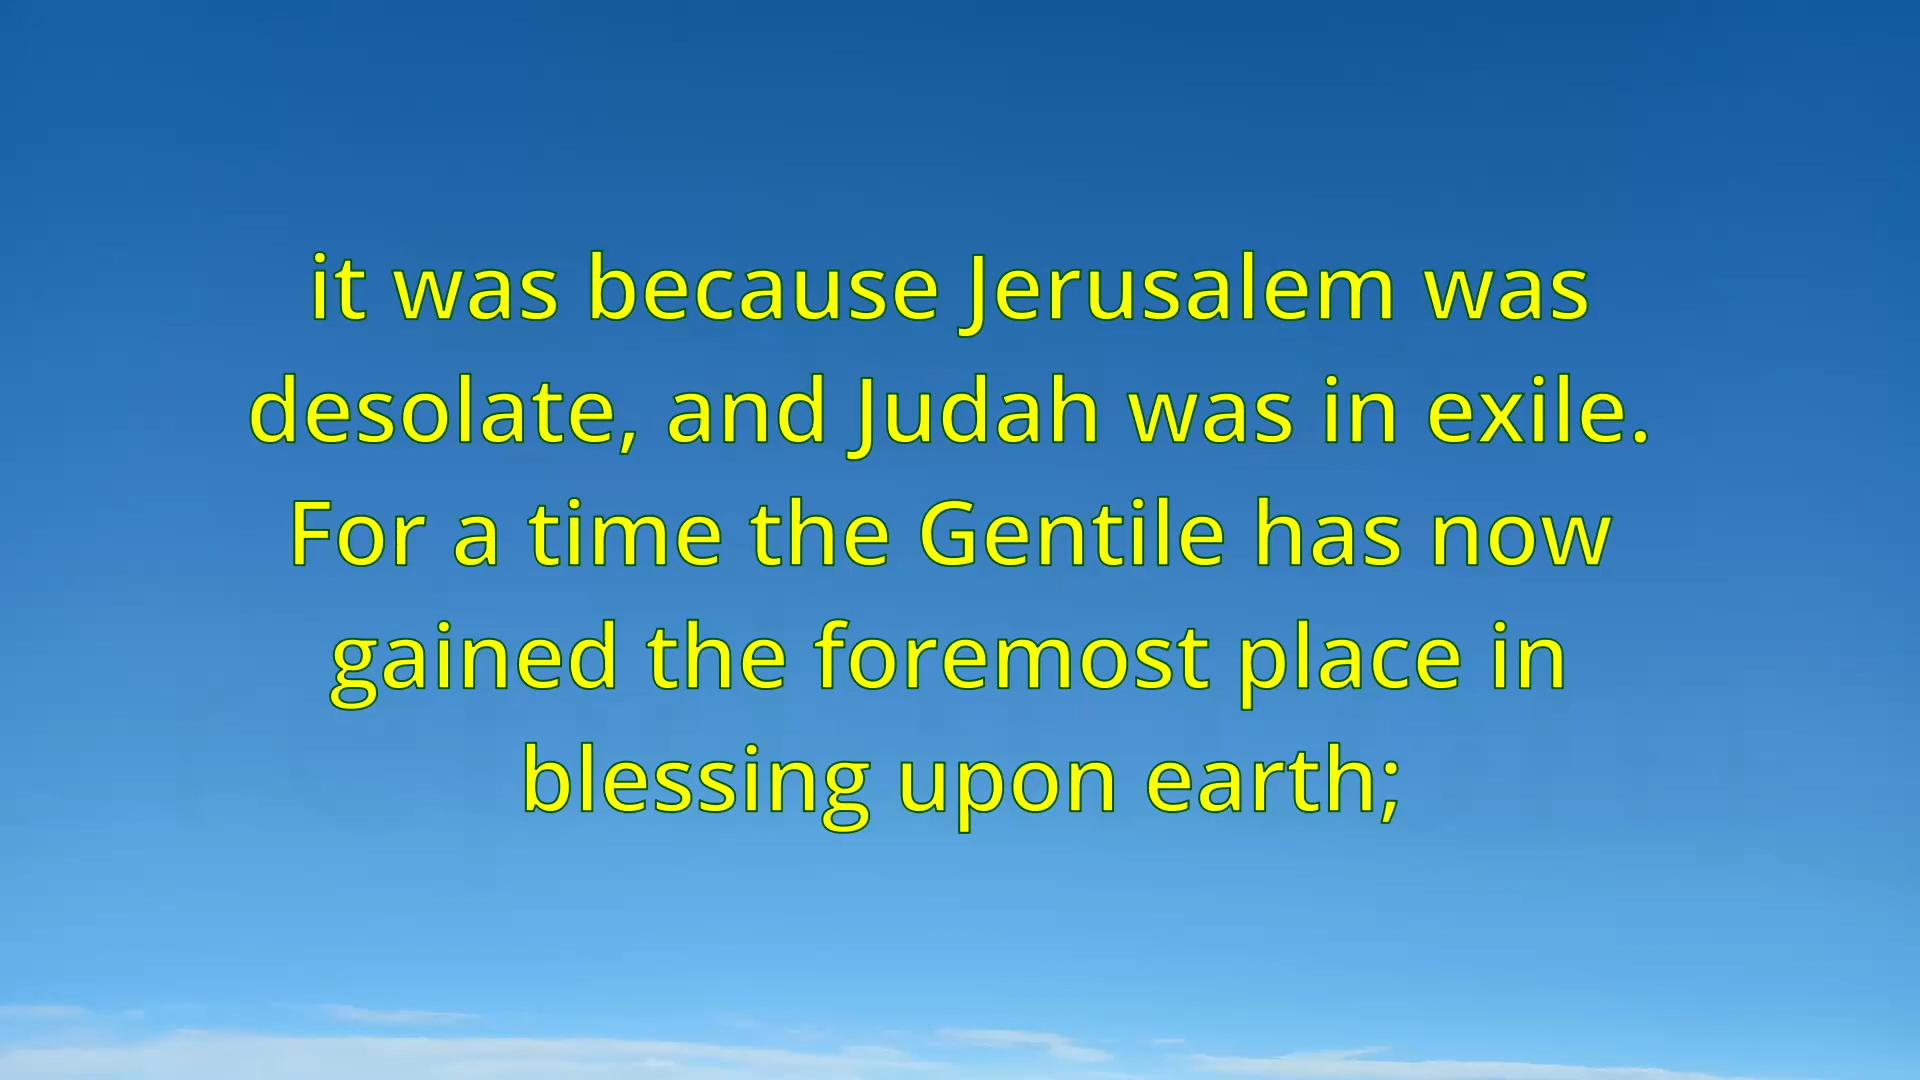 it was because Jerusalem was
desolate, and Judah was in exile.
For a time the Gentile has now
gained the foremost place in
blessing upon earth;